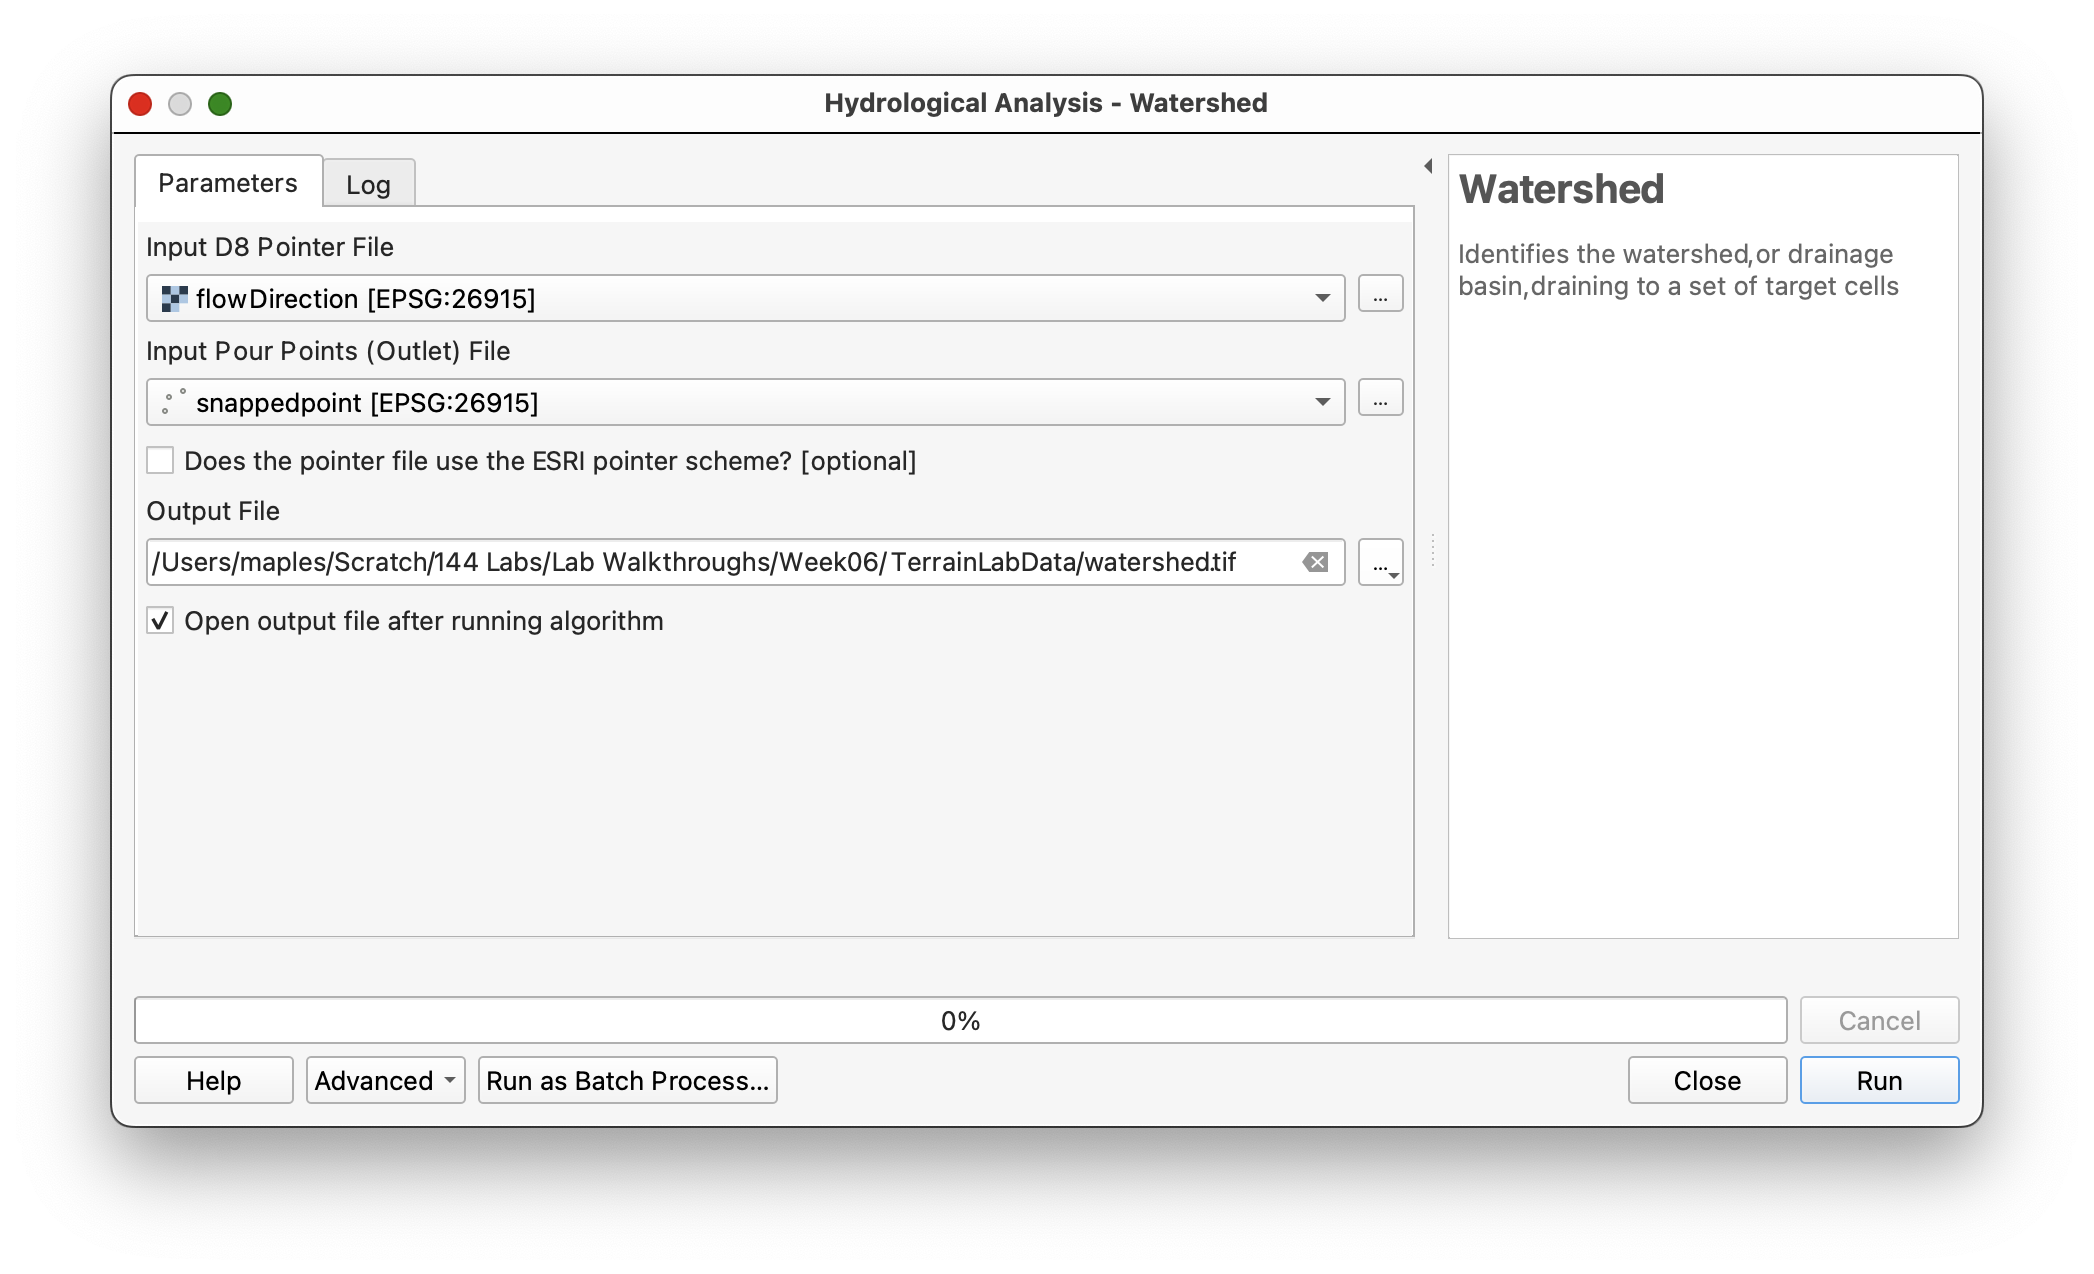 Hydrological Analysis - Watershed
Parameters
Log
Input D8 Pointer File
flowDirection [EPSG:26915]
...
Input Pour Points (Outlet) File
snappedpoint [EPSG:26915]
...
Does the pointer file use the ESRI pointer scheme? [optional]
Output File
/Users/maples/Scratch/144 Labs/Lab Walkthroughs/Week06/TerrainLabData/watershed.tif
...
Open output file after running algorithm
Watershed
Identifies the watershed,or drainage
basin,draining to a set of target cells
0%
Cancel
Help
Advanced
Run as Batch Process...
Close
Run